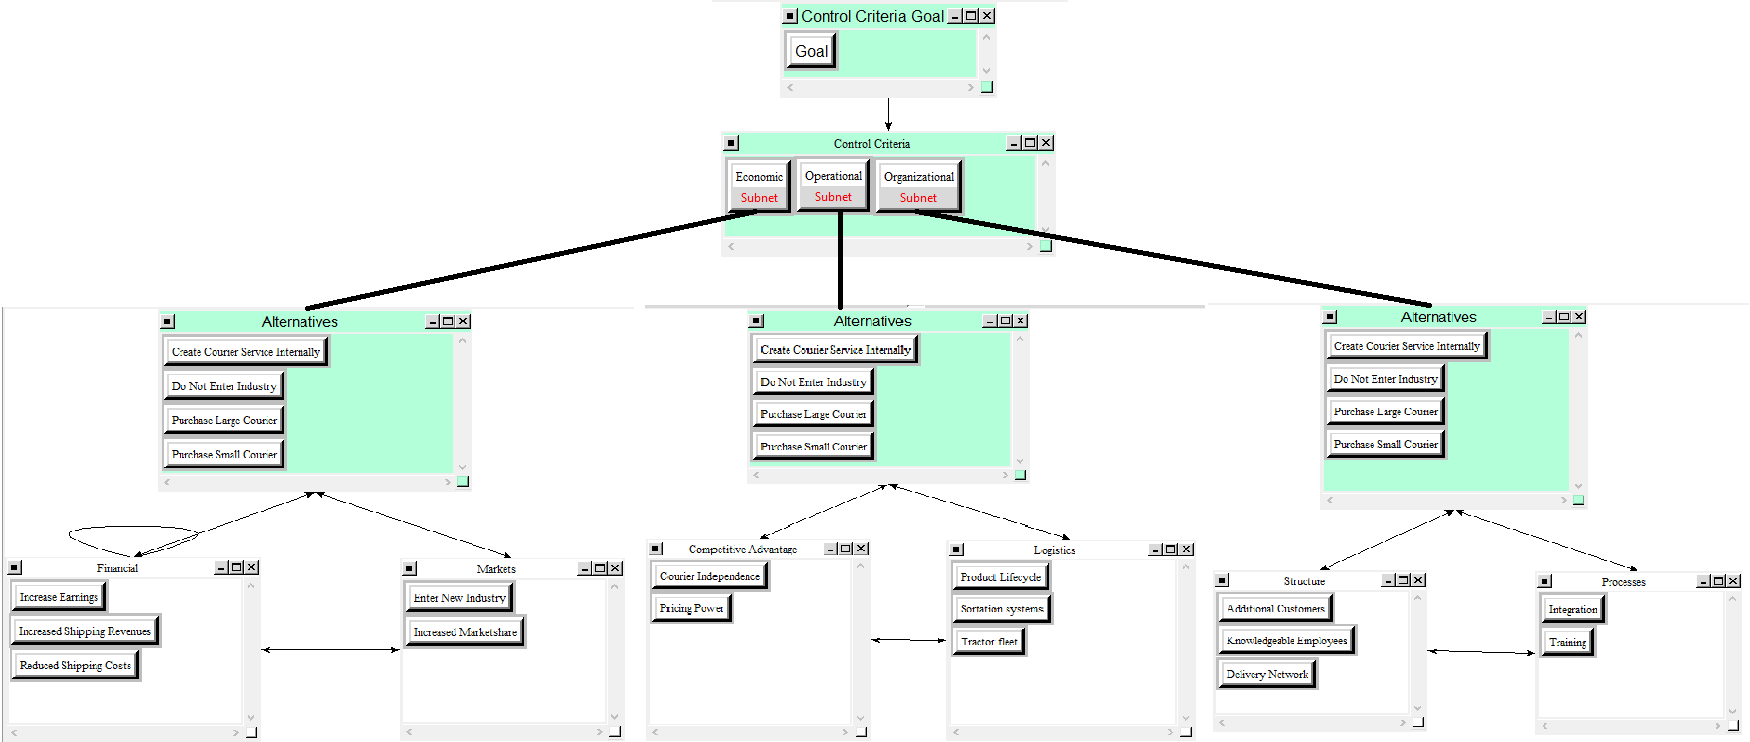 Control Criteria Goal
Goal
Control Criteria
Economic
Subnet
Operational
Subnet
Organizational
Subnet
Alternatives
Create Courier Service Internally
Do Not Enter Industry
Purchase Large Courier
Purchase Small Courier
Financial
Increase Earnings
Increased Shipping Revenues
Reduced Shipping Costs
Markets
Enter New Industry
Increased Marketshare
Alternatives
Create Courier Service Internally
Do Not Enter Industry
Purchase Large Courier
Purchase Small Courier
Competitive Advantage
Courier Independence
Pricing Power
Logistics
Product Lifecycle
Sortation systems
Tractor fleet
Alternatives
Create Courier Service Internally
Do Not Enter Industry
Purchase Large Courier
Purchase Small Courier
Structure
Additional Customers
Knowledgeable Employees
Delivery Network
Processes
Integration
Training